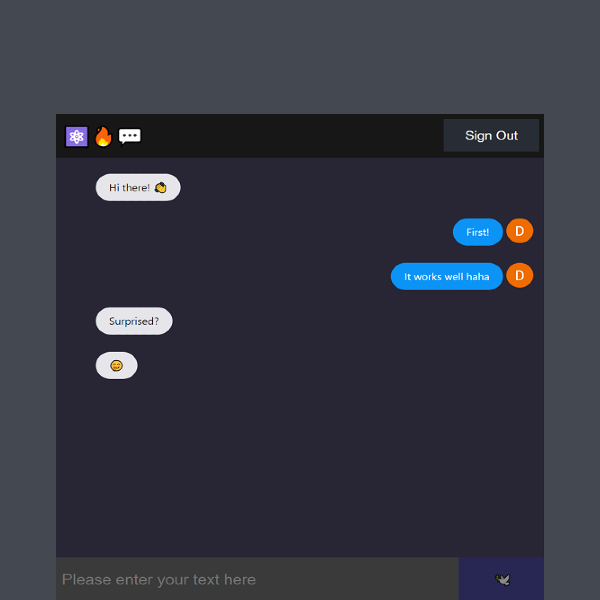 ⚛️🔥💬
Sign Out
Hi there! 👏
First!
D
It works well haha
D
Surprised?
😊
Please enter your text here
🕊️